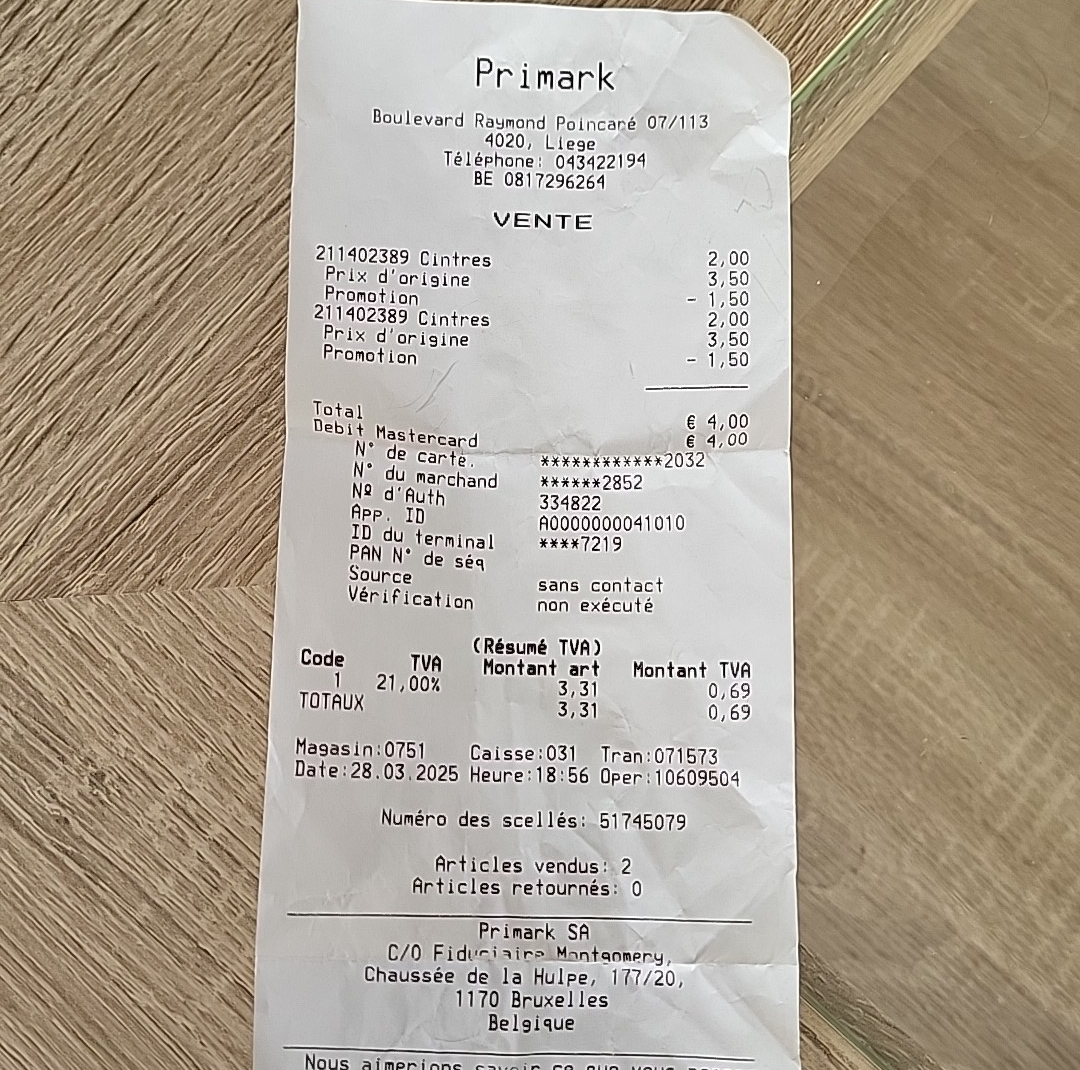 Primark
Boulevard Raymond Poincaré 07/113
4020, Liege
Téléphone: 043422194
BE 0817296264
VENTE
211402389 Cintres 2,00
Prix d'origine 3,50
Promotion - 1,50
211402389 Cintres 2,00
Prix d'origine 3,50
Promotion - 1,50
Total € 4,00
Debit Mastercard € 4,00
N° de carte. ************2032
N° du marchand ******2852
Nº d'Auth 334822
App. ID A0000000041010
ID du terminal ****7219
PAN N° de séq
Source sans contact
Vérification non exécuté
(Résumé TVA)
Code TVA Montant art Montant TVA
1 21,00% 3,31 0,69
TOTAUX 3,31 0,69
Magasin:0751 Caisse:031 Tran:071573
Date:28.03.2025 Heure:18:56 Oper:10609504
Numéro des scellés: 51745079
Articles vendus: 2
Articles retournés: 0
Primark SA
C/O Fiduciaire Montgomery,
Chaussée de la Hulpe, 177/20,
1170 Bruxelles
Belgique
Nous aimerions savoir ce que vous